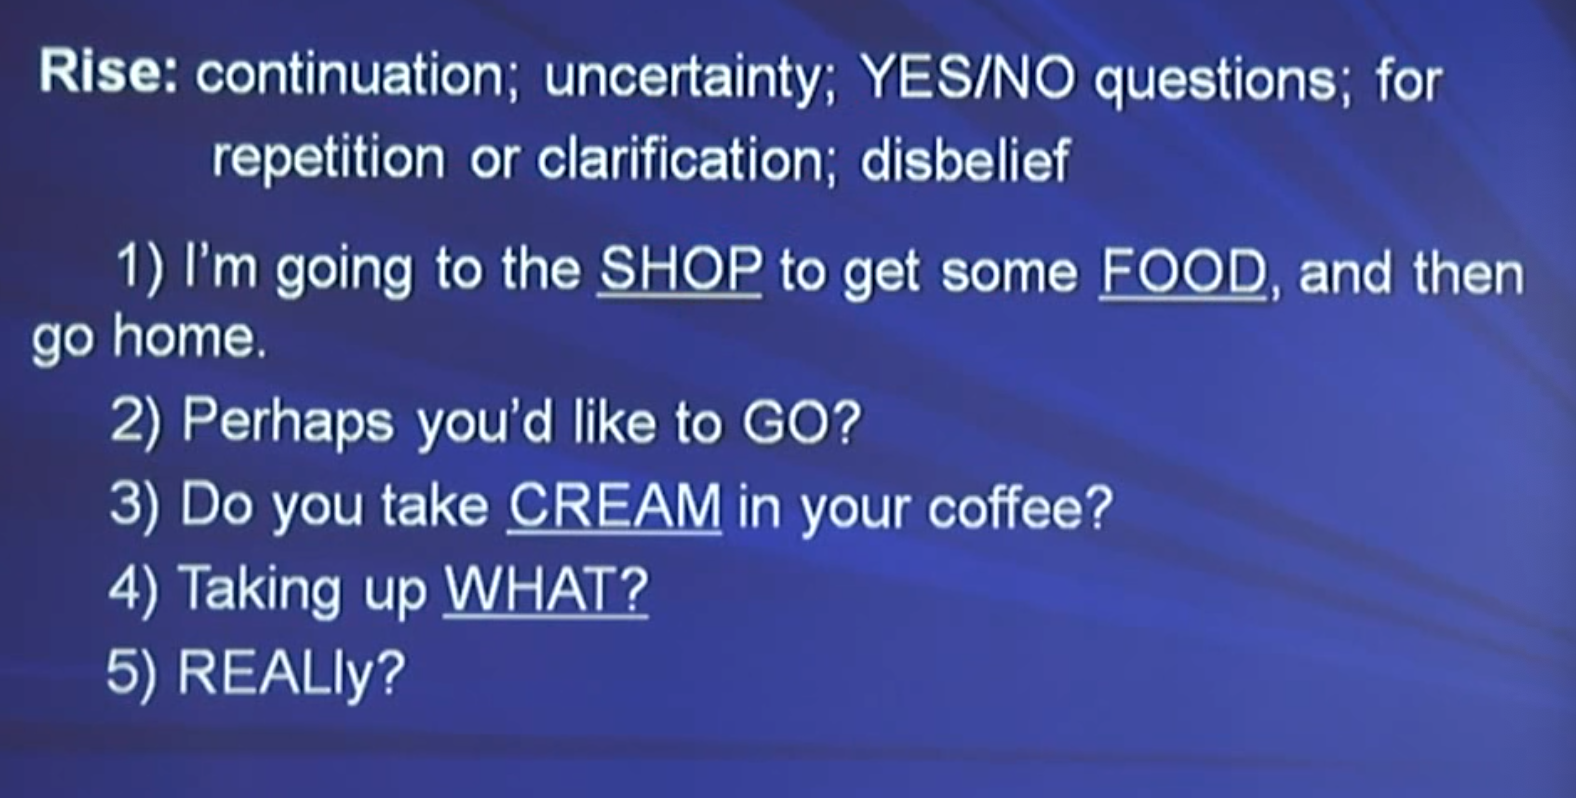 Rise: continuation; uncertainty; YES/NO questions; for
repetition or clarification; disbelief
1) I'm going to the SHOP to get some FOOD, and then
go home.
2) Perhaps you'd like to GO?
3) Do you take CREAM in your coffee?
4) Taking up WHAT?
5) REALly?